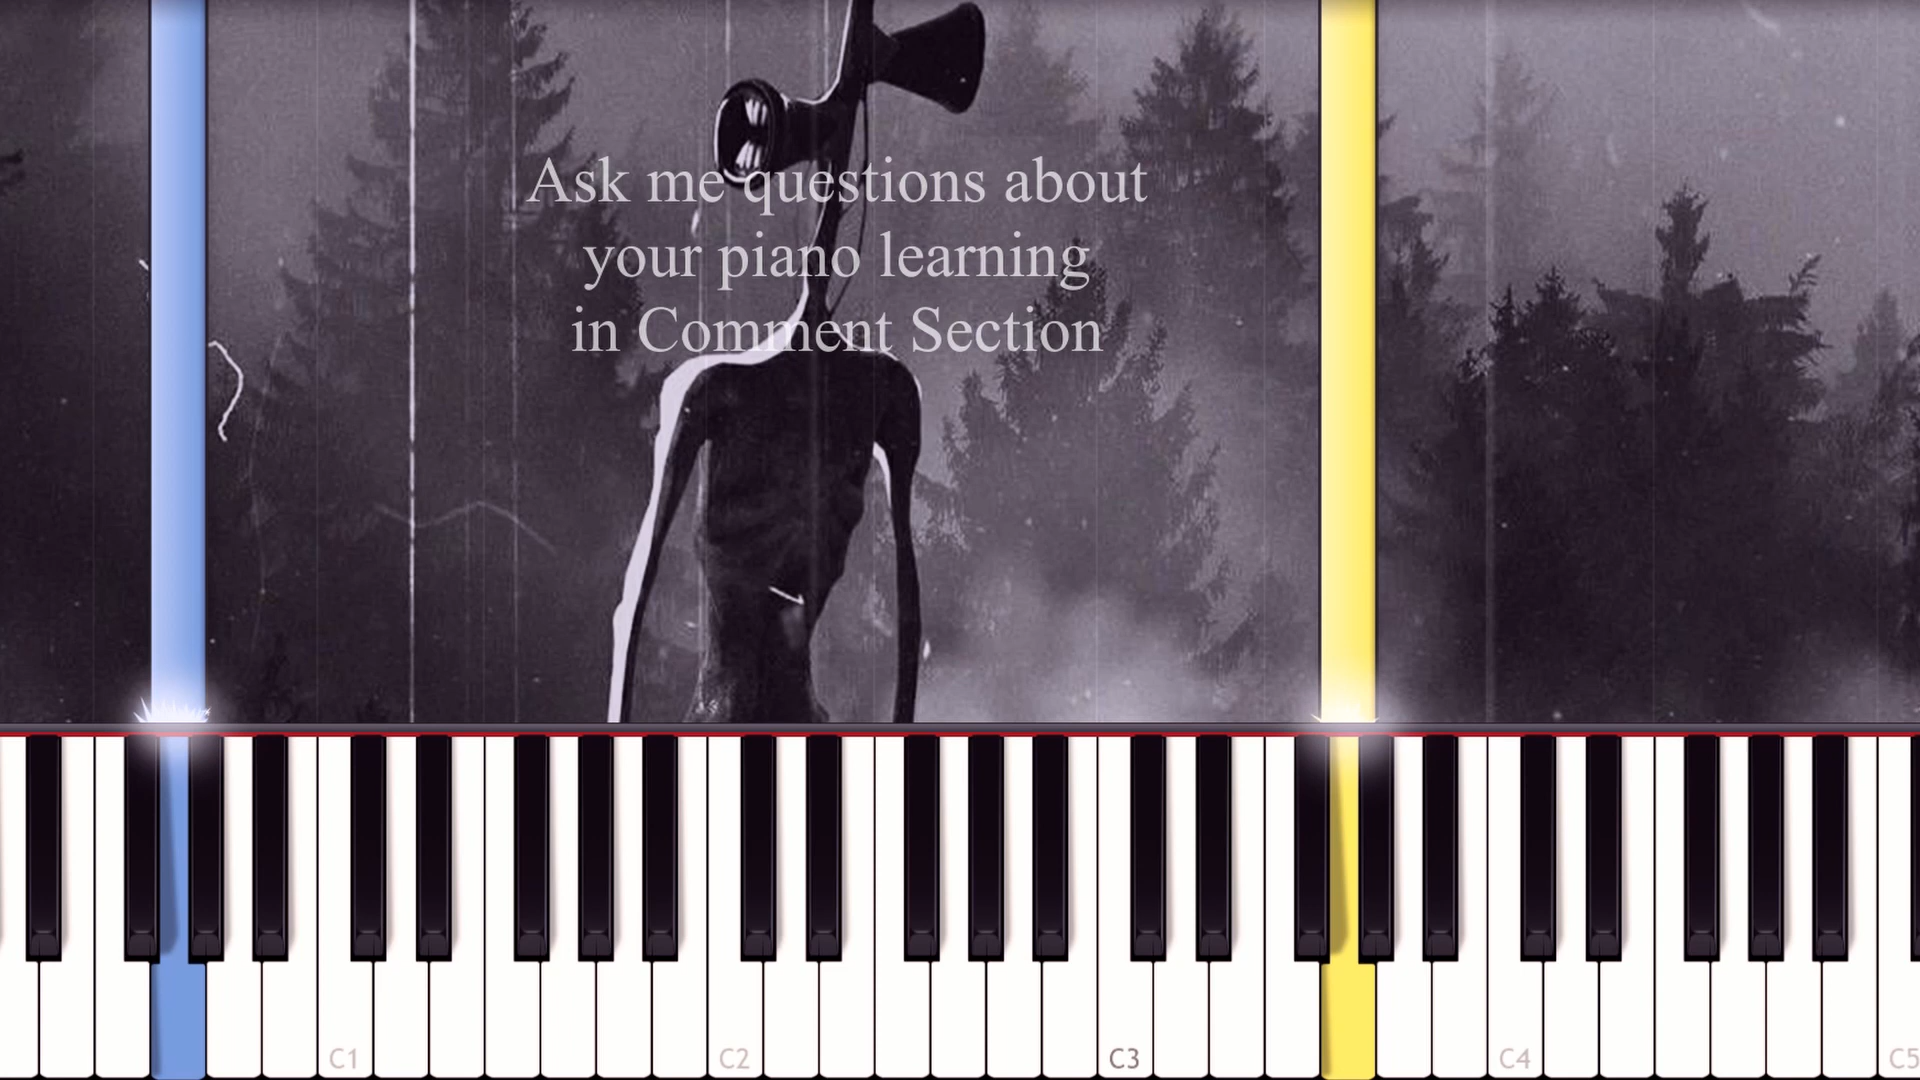 Ask me questions about
your piano learning
in Comment Section
C1 C2 C3 C4 C5